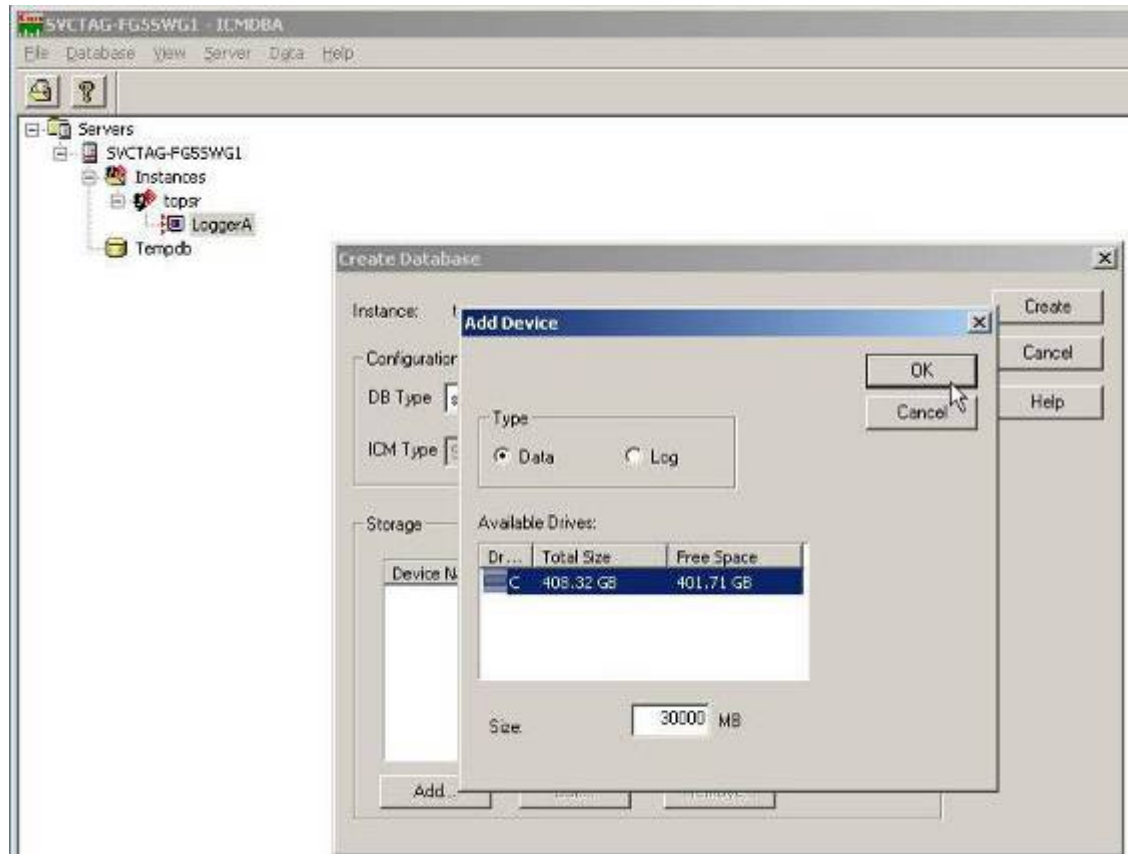 SVCTAG-FG55WG1 - ICMDBA
File Database View Server Data Help
Servers
SVCTAG-FG55WG1
Instances
topsr
LoggerA
Tempdb
Create Database
Instance:
Create
Cancel
Help
Configuration
DB Type
ICM Type
Storage
Add...
Add Device
OK
Cancel
Type
Data Log
Available Drives:
Dr... Total Size Free Space
C 408.32 GB 401.71 GB
Size: 30000 MB